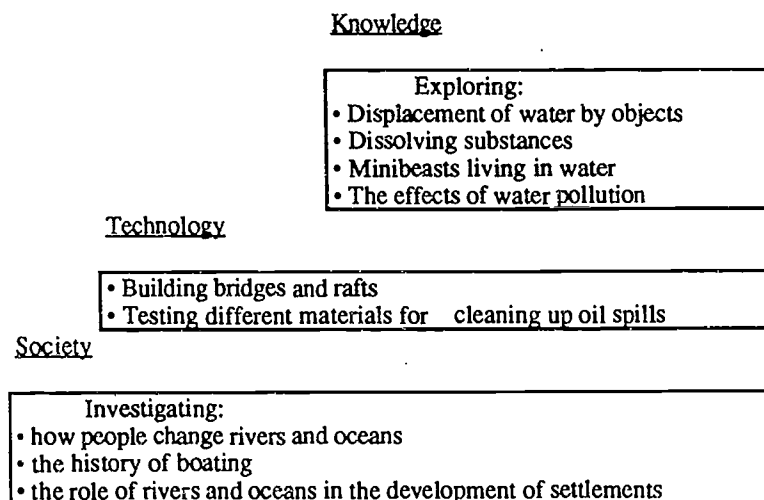 Knowledge
Exploring:
• Displacement of water by objects
• Dissolving substances
• Minibeasts living in water
• The effects of water pollution
Technology
• Building bridges and rafts
• Testing different materials for cleaning up oil spills
Society
Investigating:
• how people change rivers and oceans
• the history of boating
• the role of rivers and oceans in the development of settlements